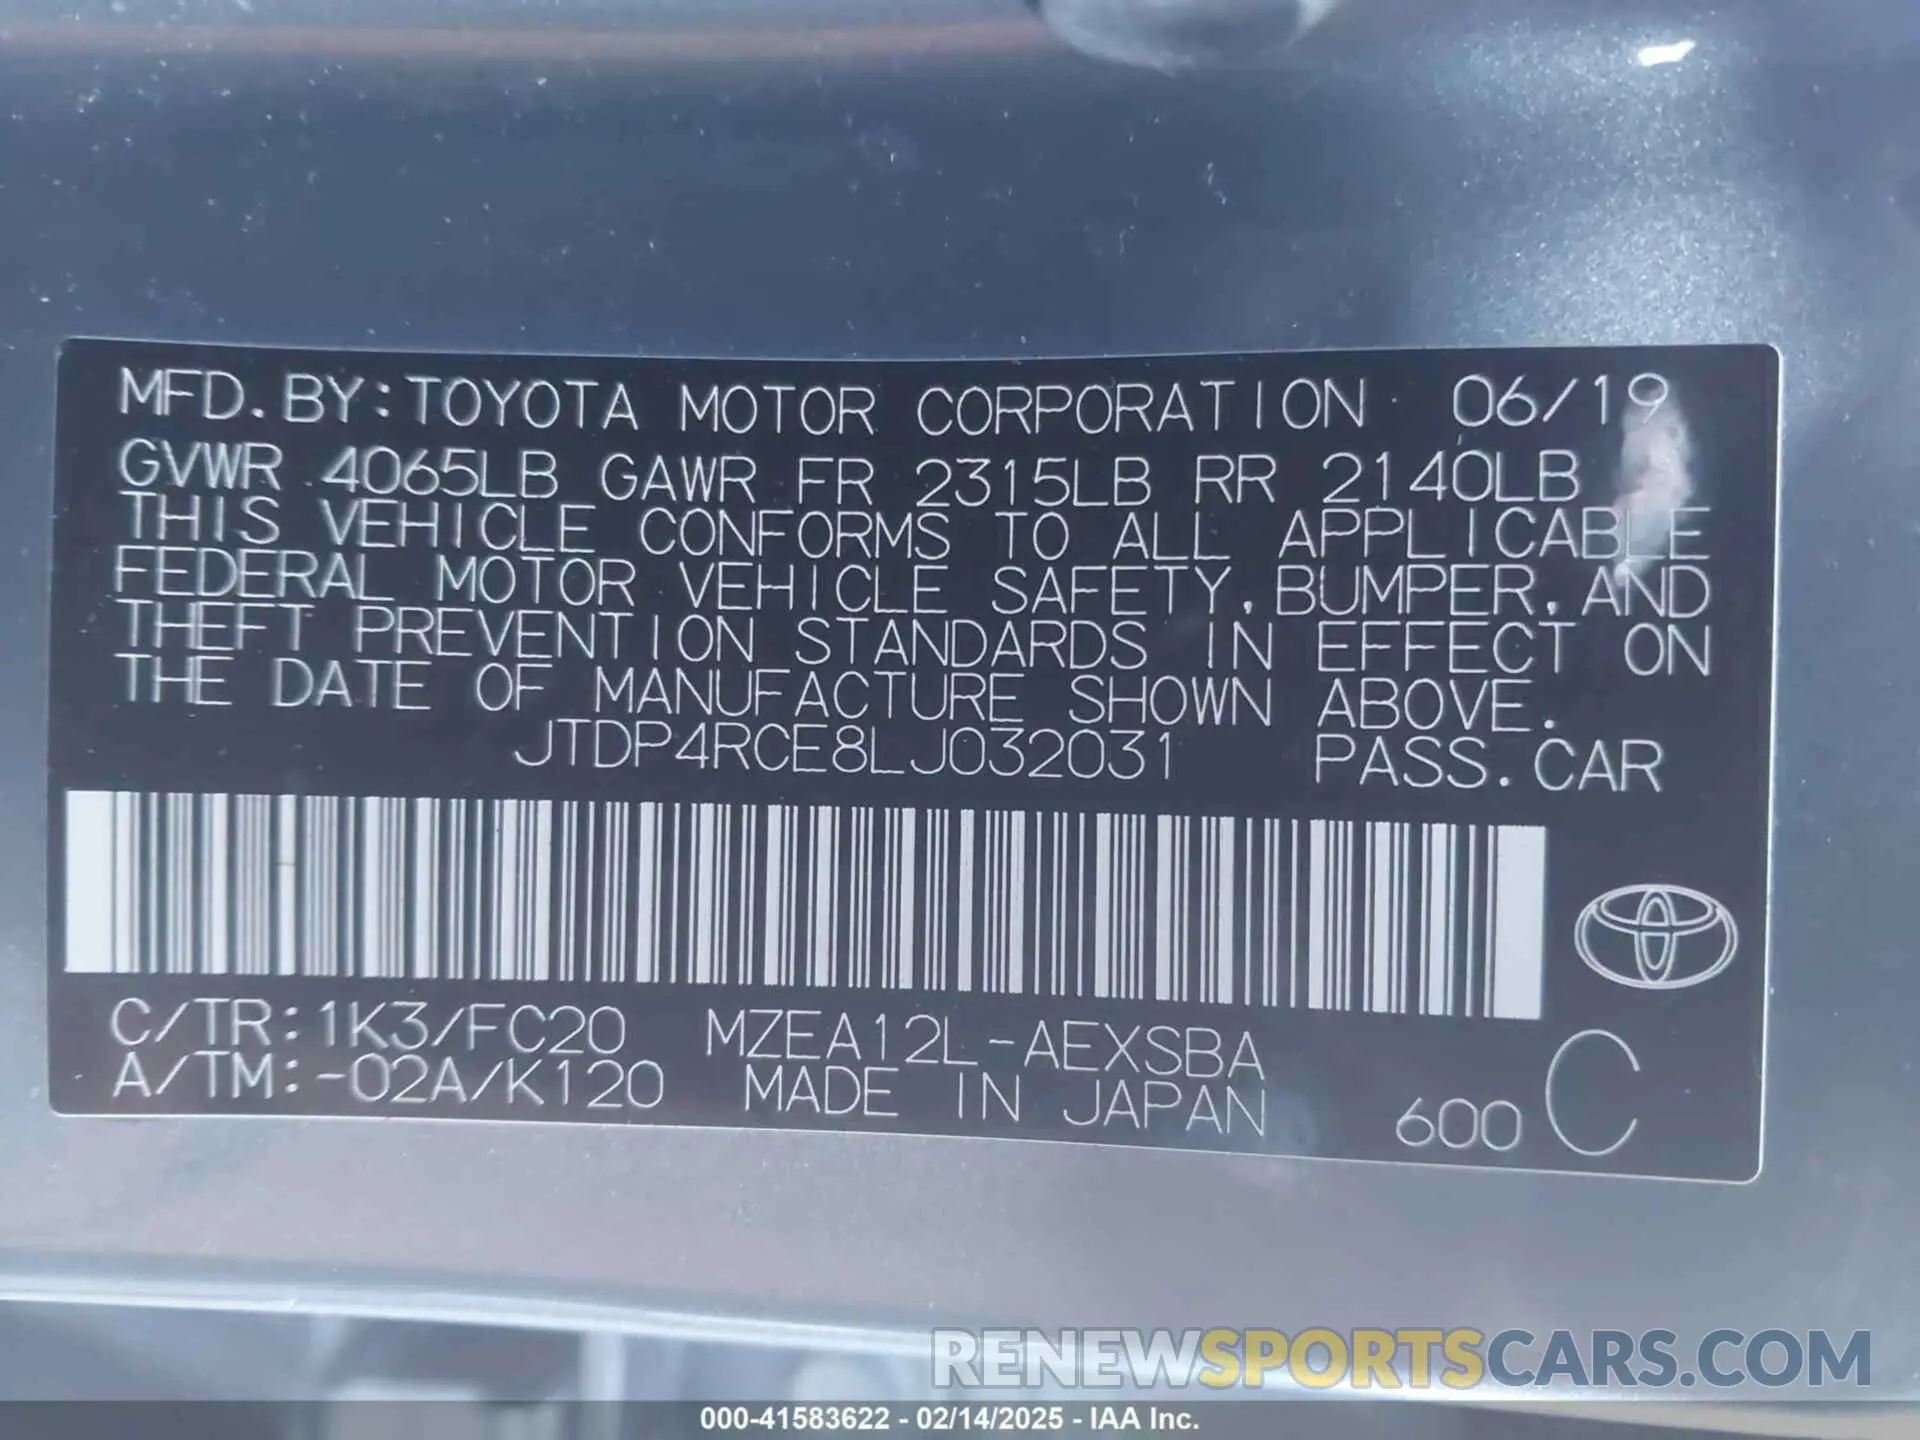 MFD. BY: TOYOTA MOTOR CORPORATION 06/19
GVWR 4065LB GAWR FR 2315LB RR 2140LB
THIS VEHICLE CONFORMS TO ALL APPLICABLE
FEDERAL MOTOR VEHICLE SAFETY, BUMPER, AND
THEFT PREVENTION STANDARDS IN EFFECT ON
THE DATE OF MANUFACTURE SHOWN ABOVE.
JTDP4RCE8LJ032031 PASS. CAR
C/TR: 1K3/FC20 MZEA12L-AEXSBA
A/TM: -02A/K120 MADE IN JAPAN 600 C
RENEWSPORTSCARS.COM
000-41583622 - 02/14/2025 - IAA Inc.